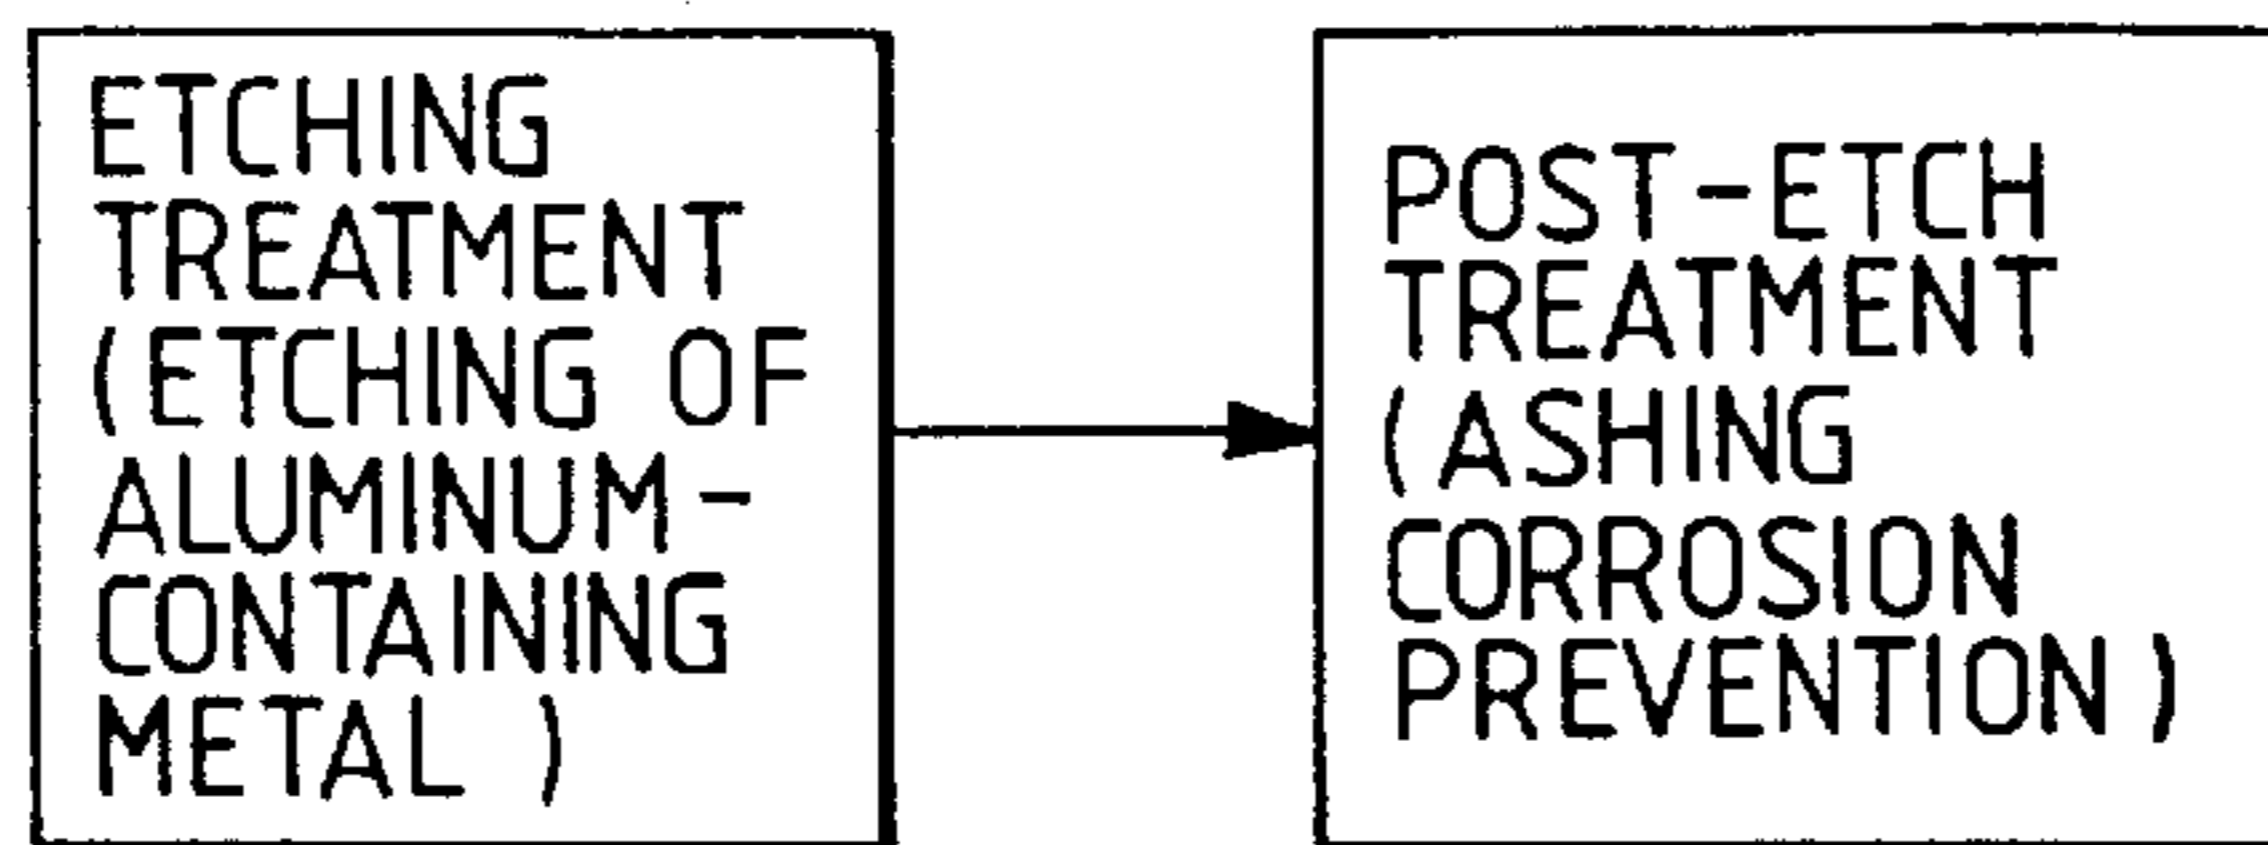 ETCHING
TREATMENT
(ETCHING OF
ALUMINUM-
CONTAINING
METAL )
POST-ETCH
TREATMENT
(ASHING
CORROSION
PREVENTION)